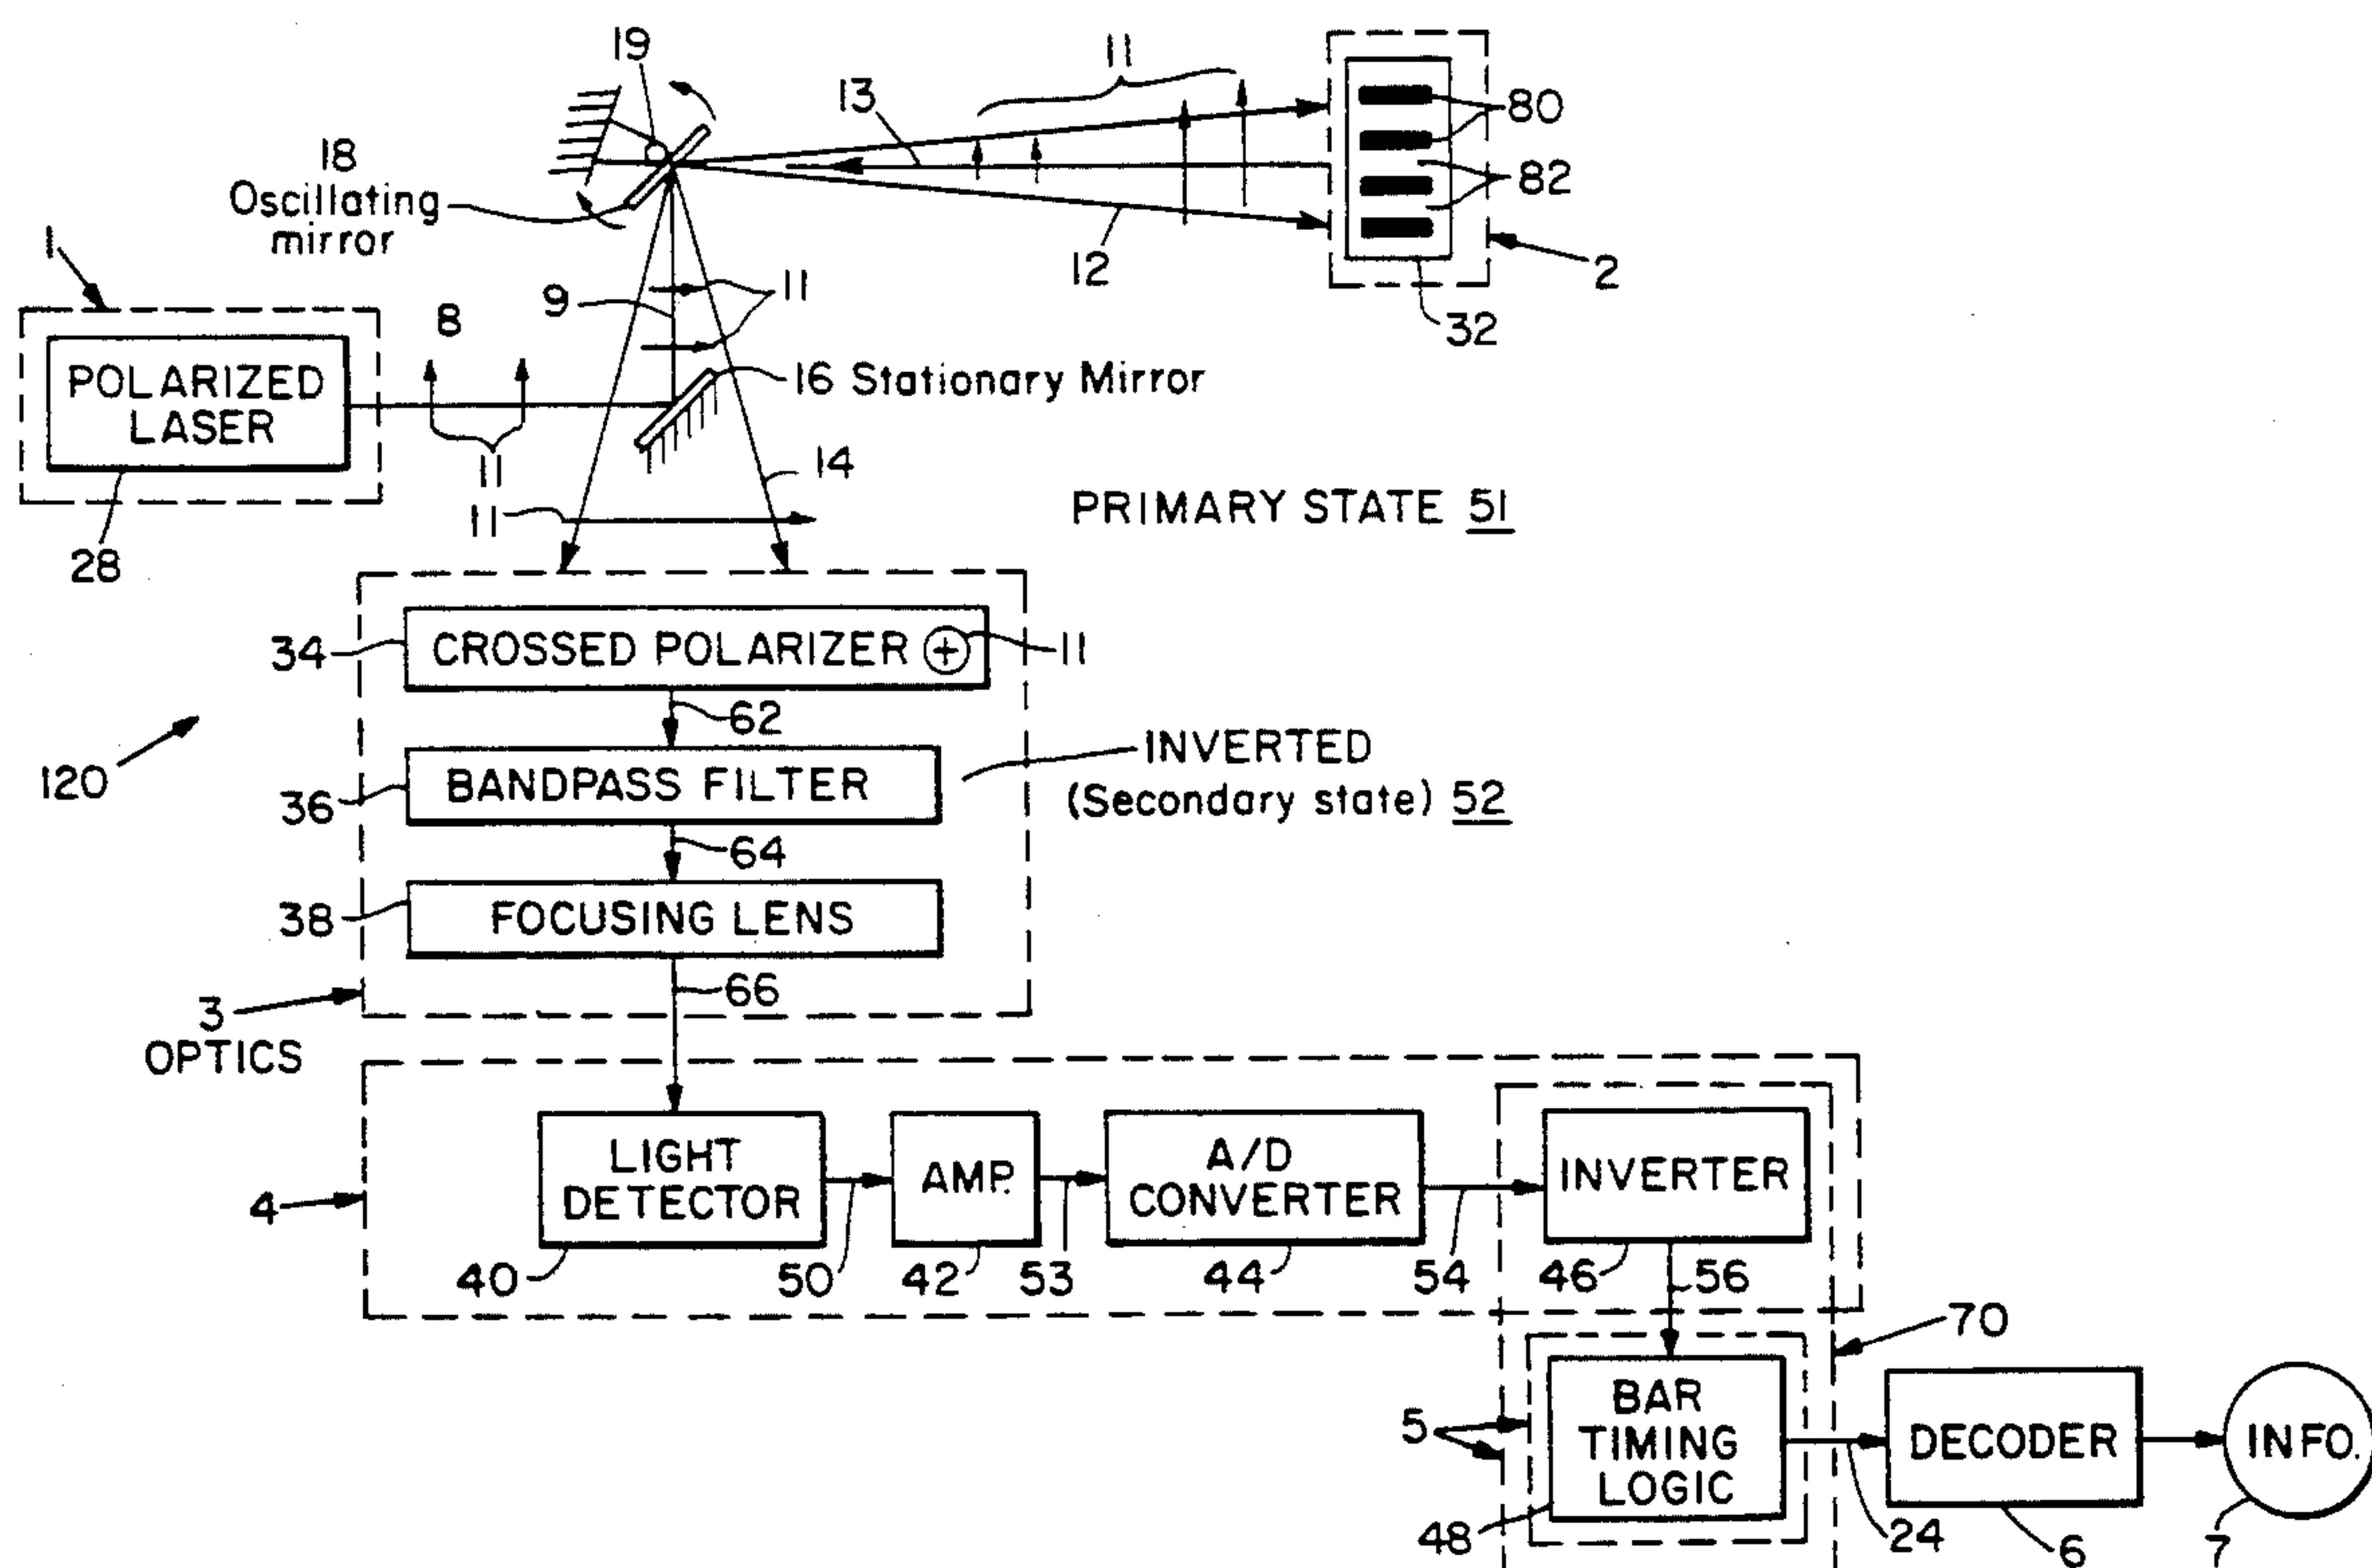 19
11
13
80
18
Oscillating
mirror
82
1
12
2
9
11
32
8
POLARIZED
LASER
16 Stationary Mirror
11
14
11
PRIMARY STATE 51
28
34
CROSSED POLARIZER +
11
62
120
INVERTED
(Secondary state) 52
36
BANDPASS FILTER
64
38
FOCUSING LENS
66
3
OPTICS
4
LIGHT
DETECTOR
AMP.
A/D
CONVERTER
INVERTER
40
50
42
53
44
54
46
56
70
5
BAR
TIMING
LOGIC
DECODER
INFO.
48
24
6
7